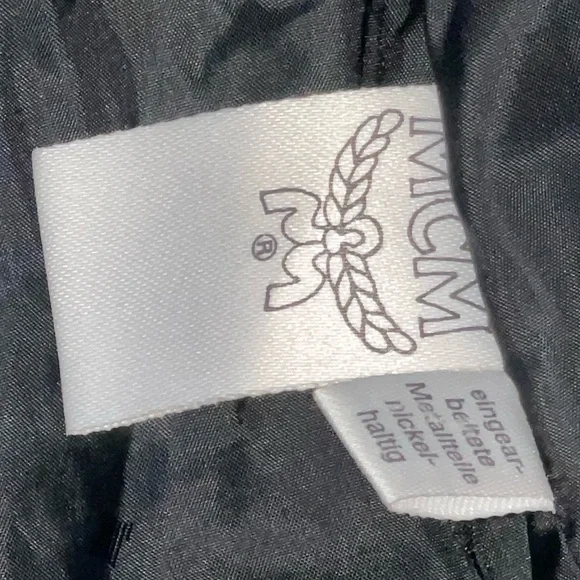 MCM
®
eingear-
beitete
Metallteile
nickel-
haltig